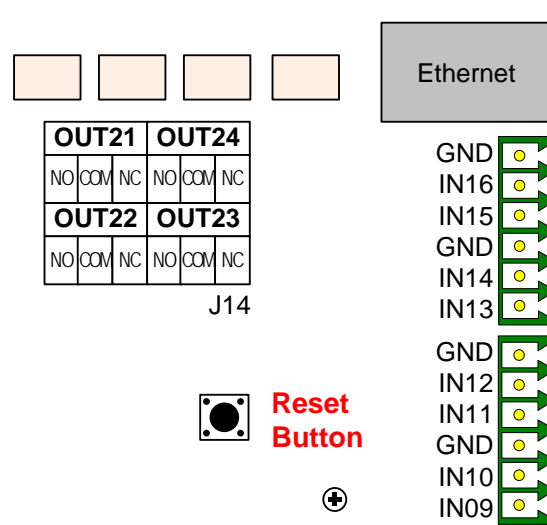 Ethernet
OUT21 OUT24
NO COM NC NO COM NC
OUT22 OUT23
NO COM NC NO COM NC
J14
GND
IN16
IN15
GND
IN14
IN13
GND
IN12
IN11
GND
IN10
IN09
Reset
Button